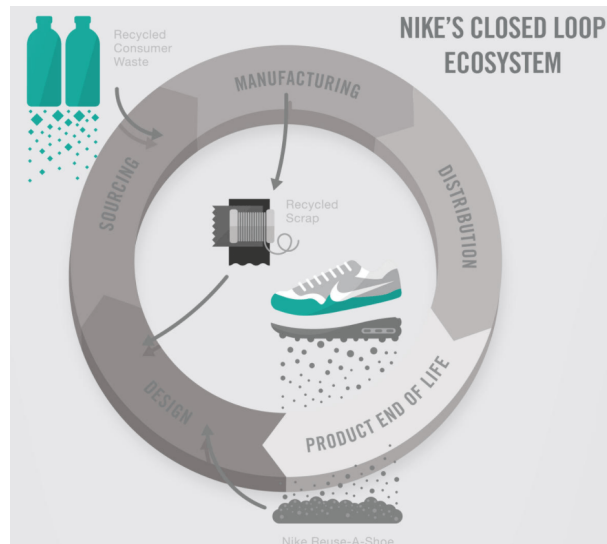 NIKE'S CLOSED LOOP
ECOSYSTEM
Recycled
Consumer
Waste
MANUFACTURING
DISTRIBUTION
SOURCING
Recycled
Scrap
DESIGN
PRODUCT END OF LIFE
Nike Reuse-A-Shoe